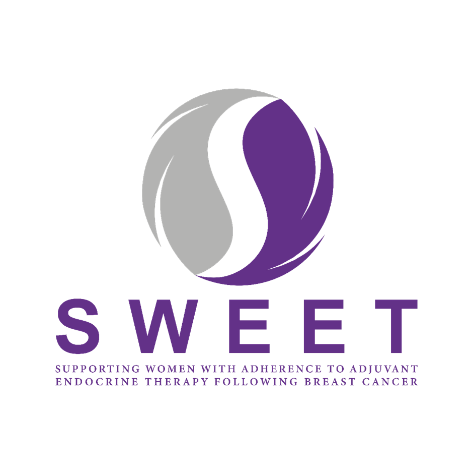 SWEET
SUPPORTING WOMEN WITH ADHERENCE TO ADJUVANT
ENDOCRINE THERAPY FOLLOWING BREAST CANCER